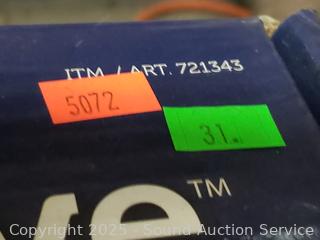 ITM. / ART. 721343
5072
31
ve™
Copyright 2025 - Sound Auction Service